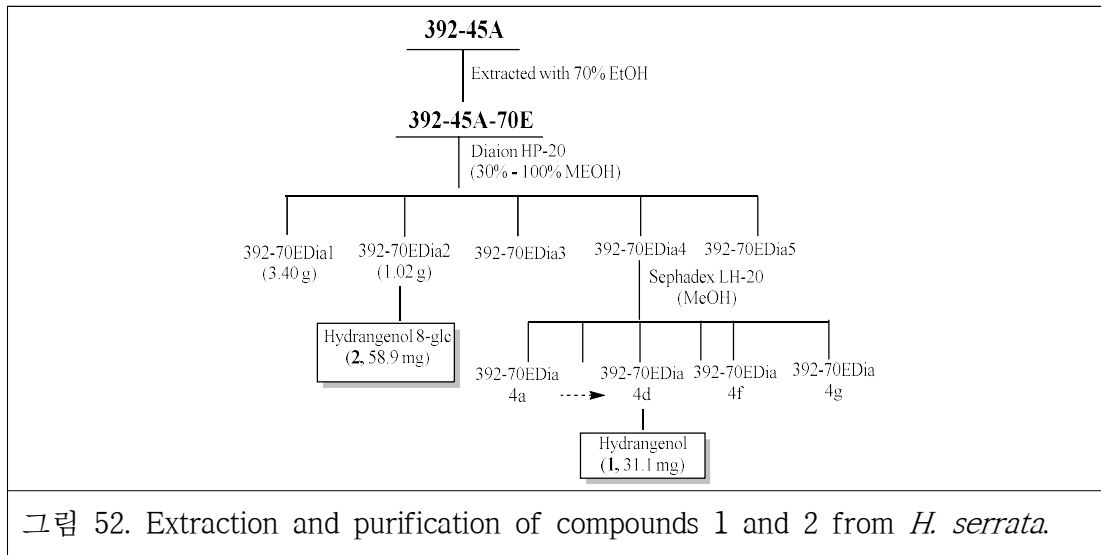 392-45A
Extracted with 70% EtOH
392-45A-70E
Diaion HP-20
(30% - 100% MEOH)
392-70EDia1 392-70EDia2 392-70EDia3 392-70EDia4 392-70EDia5
(3.40 g) (1.02 g)
Sephadex LH-20
(MeOH)
Hydrangenol 8-glc
(2, 58.9 mg)
392-70EDia 392-70EDia 392-70EDia 392-70EDia
4a 4d 4f 4g
Hydrangenol
(1, 31.1 mg)
그림 52. Extraction and purification of compounds 1 and 2 from H. serrata.